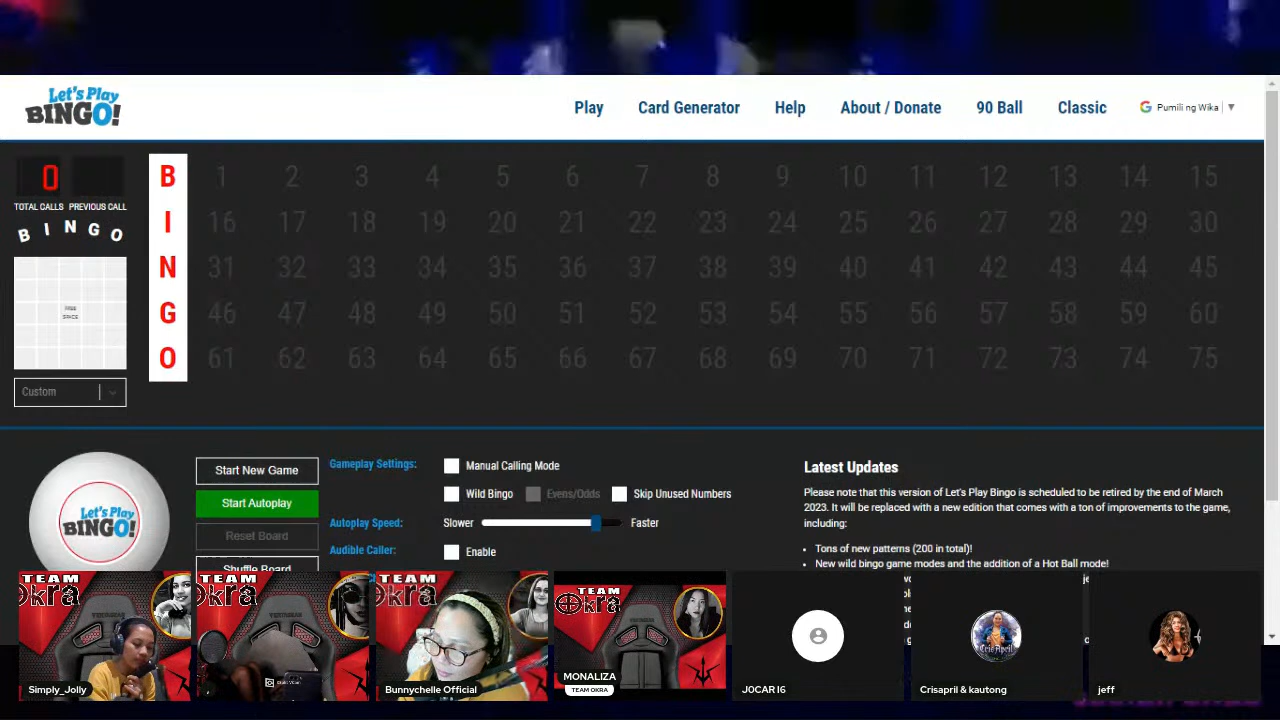 Let's Play
BINGO!
Play Card Generator Help About / Donate 90 Ball Classic Pumili ng Wika
0
TOTAL CALLS PREVIOUS CALL
B I N G O
FREE
SPACE
Custom
B 1 2 3 4 5 6 7 8 9 10 11 12 13 14 15
I 16 17 18 19 20 21 22 23 24 25 26 27 28 29 30
N 31 32 33 34 35 36 37 38 39 40 41 42 43 44 45
G 46 47 48 49 50 51 52 53 54 55 56 57 58 59 60
O 61 62 63 64 65 66 67 68 69 70 71 72 73 74 75
Let's Play
BINGO!
Start New Game
Start Autoplay
Reset Board
Shuffle Board
Gameplay Settings:
Manual Calling Mode
Wild Bingo Evens/Odds Skip Unused Numbers
Autoplay Speed:
Slower Faster
Audible Caller:
Enable
Latest Updates
Please note that this version of Let's Play Bingo is scheduled to be retired by the end of March
2023. It will be replaced with a new edition that comes with a ton of improvements to the game,
including:
• Tons of new patterns (200 in total)!
• New wild bingo game modes and the addition of a Hot Ball mode!
TEAM
Okra
Simply_Jolly
TEAM
Okra
TEAM
Okra
Bunnychelle Official
TEAM
Okra
MONALIZA
TEAM OKRA
J0CAR I6
Crisapril & kautong
jeff